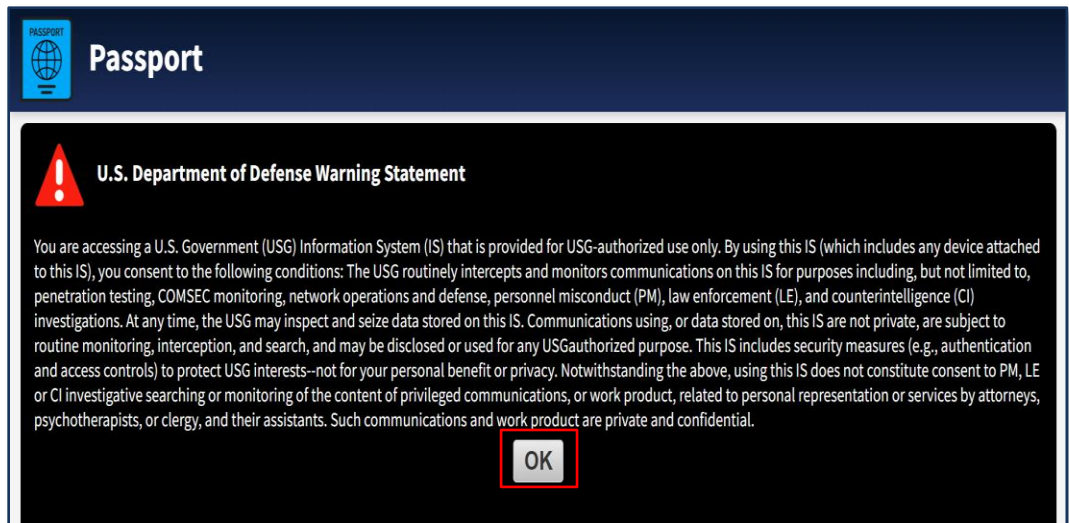 PASSPORT
Passport
U.S. Department of Defense Warning Statement
You are accessing a U.S. Government (USG) Information System (IS) that is provided for USG-authorized use only. By using this IS (which includes any device attached
to this IS), you consent to the following conditions: The USG routinely intercepts and monitors communications on this IS for purposes including, but not limited to,
penetration testing, COMSEC monitoring, network operations and defense, personnel misconduct (PM), law enforcement (LE), and counterintelligence (CI)
investigations. At any time, the USG may inspect and seize data stored on this IS. Communications using, or data stored on, this IS are not private, are subject to
routine monitoring, interception, and search, and may be disclosed or used for any USGauthorized purpose. This IS includes security measures (e.g., authentication
and access controls) to protect USG interests--not for your personal benefit or privacy. Notwithstanding the above, using this IS does not constitute consent to PM, LE
or CI investigative searching or monitoring of the content of privileged communications, or work product, related to personal representation or services by attorneys,
psychotherapists, or clergy, and their assistants. Such communications and work product are private and confidential.
OK